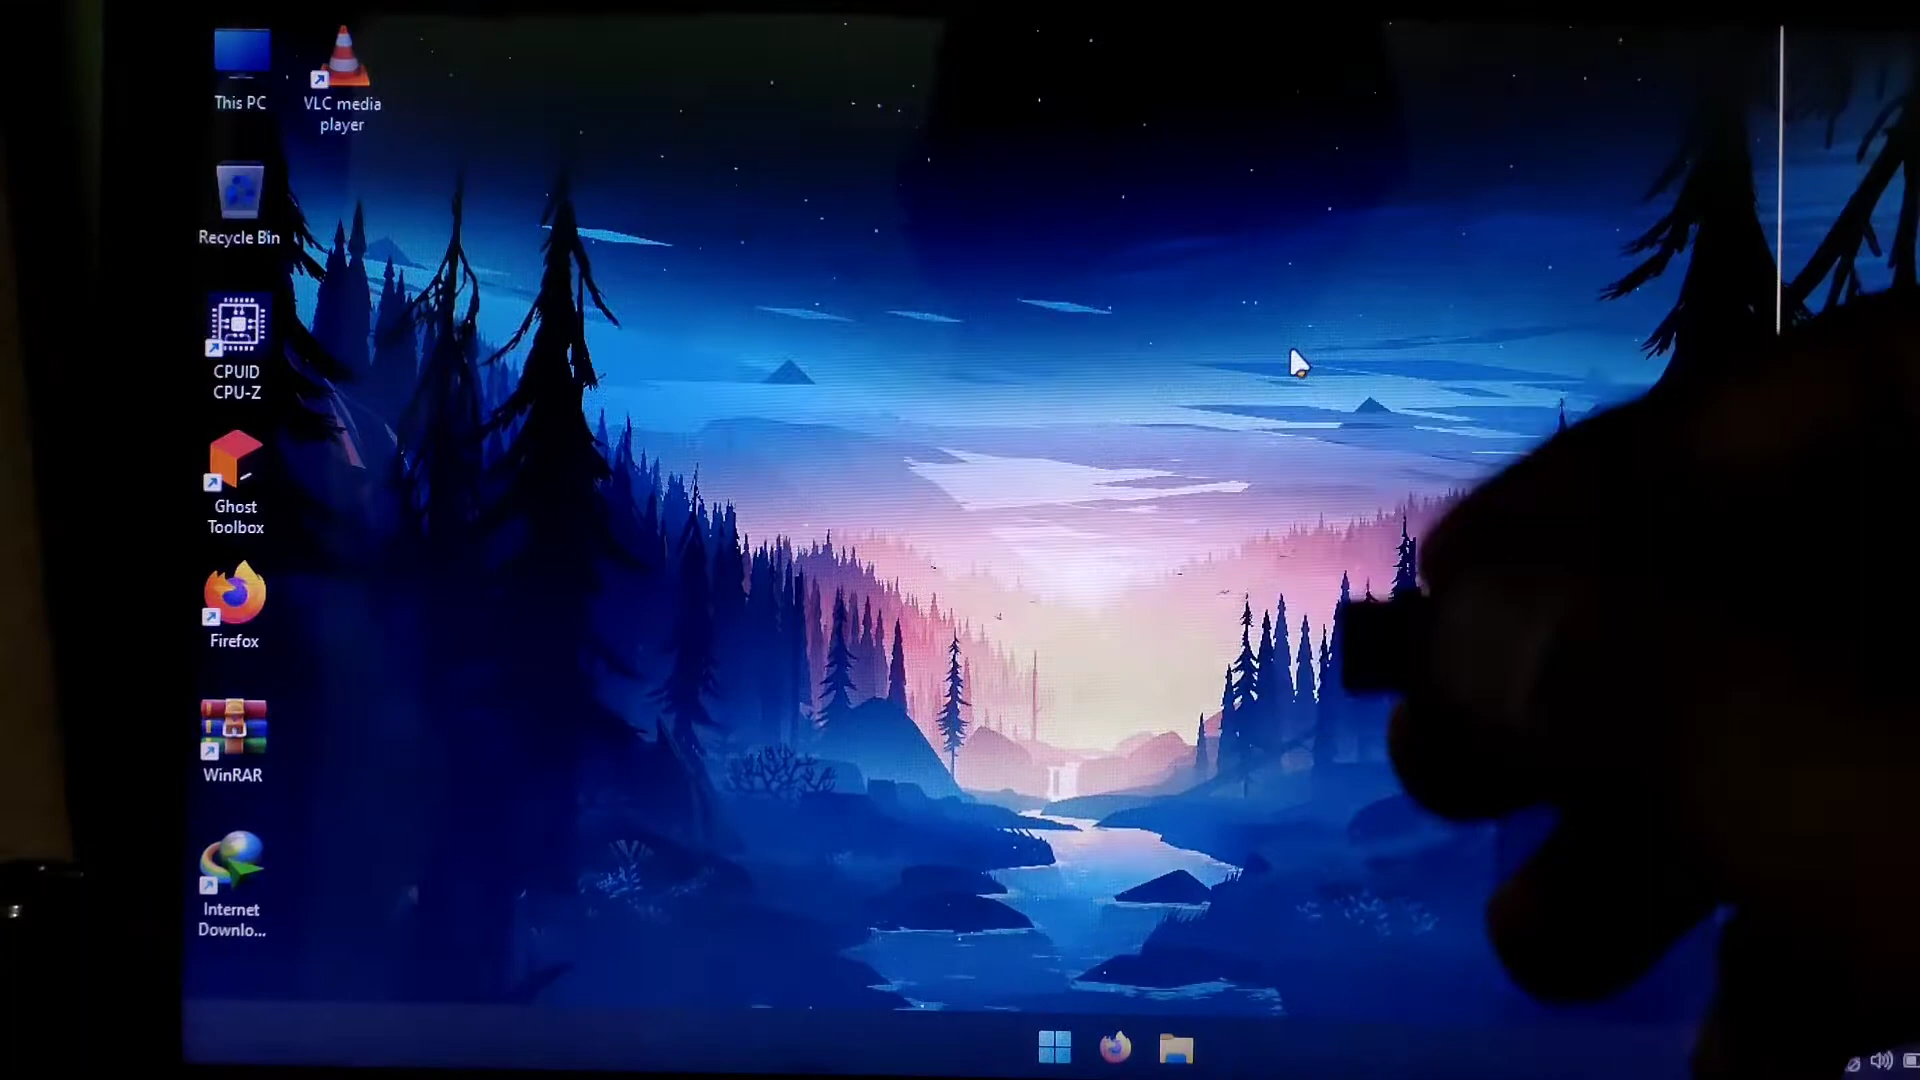 This PC
VLC media
player
Recycle Bin
CPUID
CPU-Z
Ghost
Toolbox
Firefox
WinRAR
Internet
Downlo...